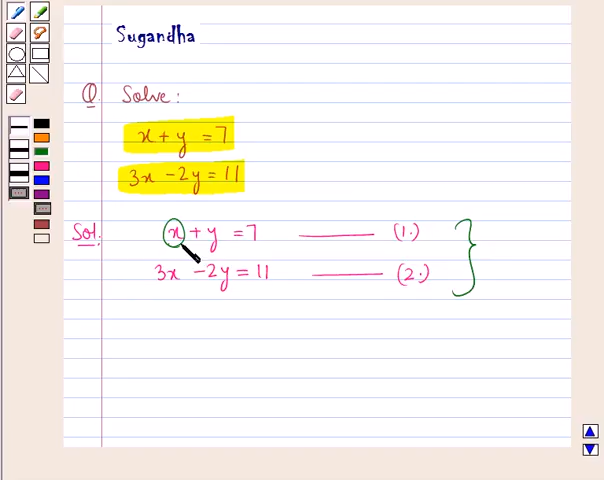 Sugandha
Q. Solve:
x + y = 7
3x - 2y = 11
Sol. x + y = 7 ——— (1.)
3x - 2y = 11 ——— (2.)